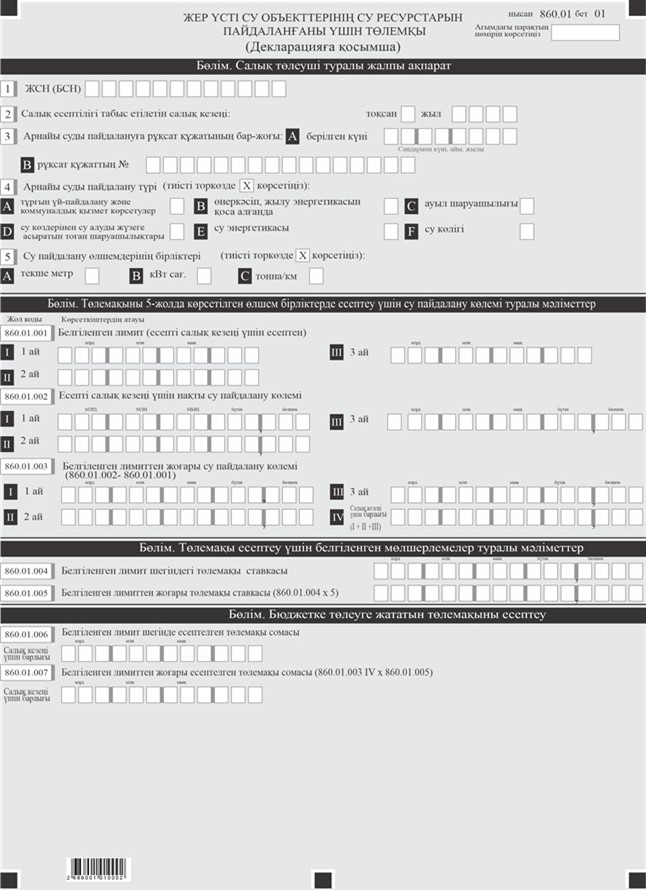 нысан 860.01 бет 01
ЖЕР ҮСТІ СУ ОБЪЕКТТЕРІНІҢ СУ РЕСУРСТАРЫН
ПАЙДАЛАНҒАНЫ ҮШІН ТӨЛЕМҚЫ
(Декларацияға қосымша)
Ағымдағы парақтың
нөмірін көрсетіңіз
Бөлім. Салық төлеуші туралы жалпы ақпарат
1 ЖСН (БСН)
2 Салық есептілігі табыс етілетін салық кезеңі: тоқсан жыл
3 Арнайы суды пайдалануға рұқсат құжатының бар-жоғы: A берілген күні
B рұқсат құжаттың №
4 Арнайы суды пайдалану түрі (тиісті торкөзде X көрсетіңіз):
A тұрғын үй-пайдалану және коммуналдық қызмет көрсетулер
B өнеркәсіп, жылу энергетикасын қоса алғанда
C ауыл шаруашылығы
D су көздерінен су алуды жүзеге асыратын тоған шаруашылықтары
E су энергетикасы
F су көлігі
5 Су пайдалану өлшемдерінің бірліктері (тиісті торкөзде X көрсетіңіз):
A текше метр B кВт сағ. C тонна/км
Бөлім. Төлемақыны 5-жолда көрсетілген өлшем бірліктерде есептеу үшін су пайдалану көлемі туралы мәліметтер
Жол коды Көрсеткіштердің атауы
860.01.001 Белгіленген лимит (есепті салық кезеңі үшін есептен)
млрд млн мың млрд млн мың
I 1 ай III 3 ай
II 2 ай
860.01.002 Есепті салық кезеңі үшін нақты су пайдалану көлемі
млрд млн мың бүтін бөлшек млрд млн мың бүтін бөлшек
I 1 ай III 3 ай
II 2 ай
860.01.003 Белгіленген лимиттен жоғары су пайдалану көлемі
(860.01.002- 860.01.001)
млрд млн мың бүтін бөлшек млрд млн мың бүтін бөлшек
I 1 ай III 3 ай
II 2 ай IV Салық кезеңі үшін барлығы (I + II +III)
Бөлім. Төлемақы есептеу үшін белгіленген мөлшерлемелер туралы мәліметтер
млрд млн мың бүтін бөлшек
860.01.004 Белгіленген лимит шегіндегі төлемақы ставкасы
860.01.005 Белгіленген лимиттен жоғары төлемақы ставкасы (860.01.004 x 5)
Бөлім. Бюджетке төлеуге жататын төлемақыны есептеу
860.01.006 Белгіленген лимит шегінде есептелген төлемақы сомасы
млрд млн мың
Салық кезеңі
үшін барлығы
860.01.007 Белгіленген лимиттен жоғары есептелген төлемақы сомасы (860.01.003 IV x 860.01.005)
млрд млн мың
Салық кезеңі
үшін барлығы
2 686001 010002